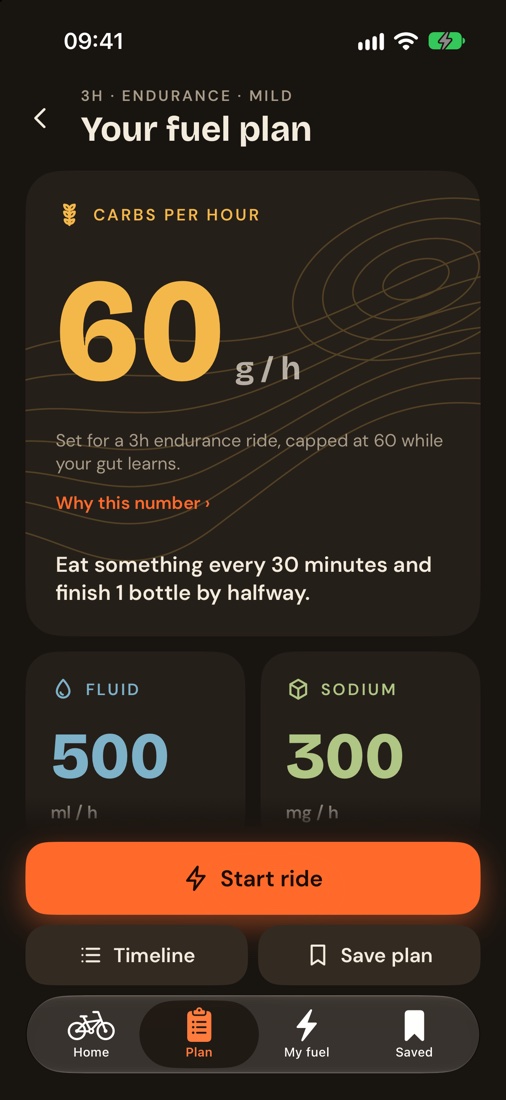 09:41
3H · ENDURANCE · MILD
Your fuel plan
CARBS PER HOUR
60 g/h
Set for a 3h endurance ride, capped at 60 while
your gut learns.
Why this number ›
Eat something every 30 minutes and
finish 1 bottle by halfway.
FLUID
500
ml / h
SODIUM
300
mg / h
Start ride
Timeline
Save plan
Home
Plan
My fuel
Saved